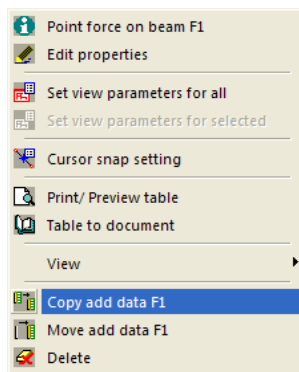 Point force on beam F1
Edit properties
Set view parameters for all
Set view parameters for selected
Cursor snap setting
Print/ Preview table
Table to document
View
Copy add data F1
Move add data F1
Delete